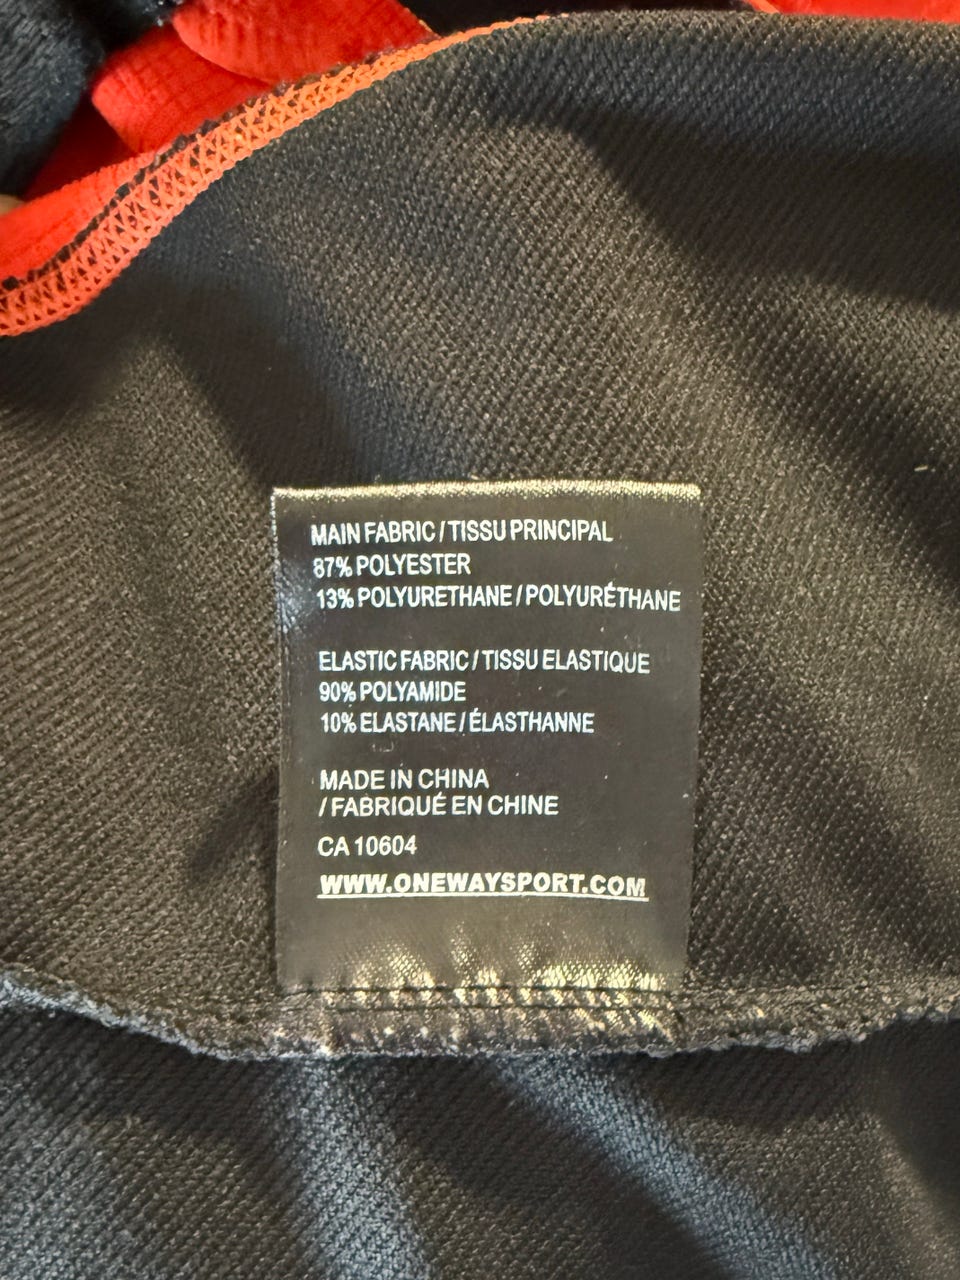 MAIN FABRIC / TISSU PRINCIPAL
87% POLYESTER
13% POLYURETHANE / POLYURÉTHANE
ELASTIC FABRIC / TISSU ELASTIQUE
90% POLYAMIDE
10% ELASTANE / ÉLASTHANNE
MADE IN CHINA
/ FABRIQUÉ EN CHINE
CA 10604
WWW.ONEWAYSPORT.COM